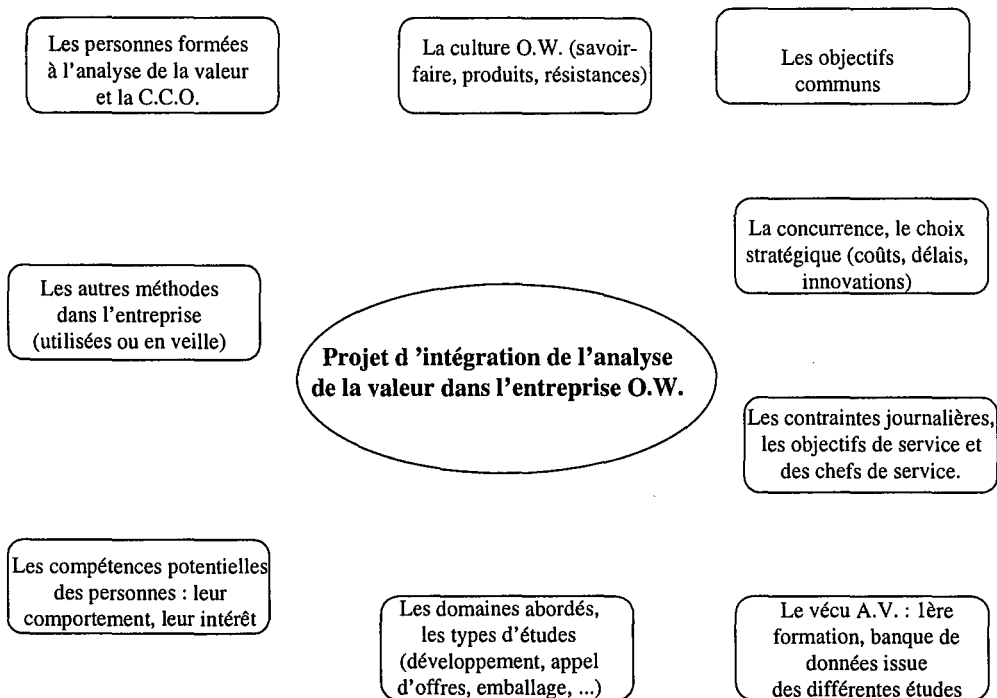 Les personnes formées
à l'analyse de la valeur
et la C.C.O.
La culture O.W. (savoir-
faire, produits, résistances)
Les objectifs
communs
La concurrence, le choix
stratégique (coûts, délais,
innovations)
Les autres méthodes
dans l'entreprise
(utilisées ou en veille)
Projet d 'intégration de l'analyse
de la valeur dans l'entreprise O.W.
Les contraintes journalières,
les objectifs de service et
des chefs de service.
Les compétences potentielles
des personnes : leur
comportement, leur intérêt
Les domaines abordés,
les types d'études
(développement, appel
d'offres, emballage, ...)
Le vécu A.V. : 1ère
formation, banque de
données issue
des différentes études